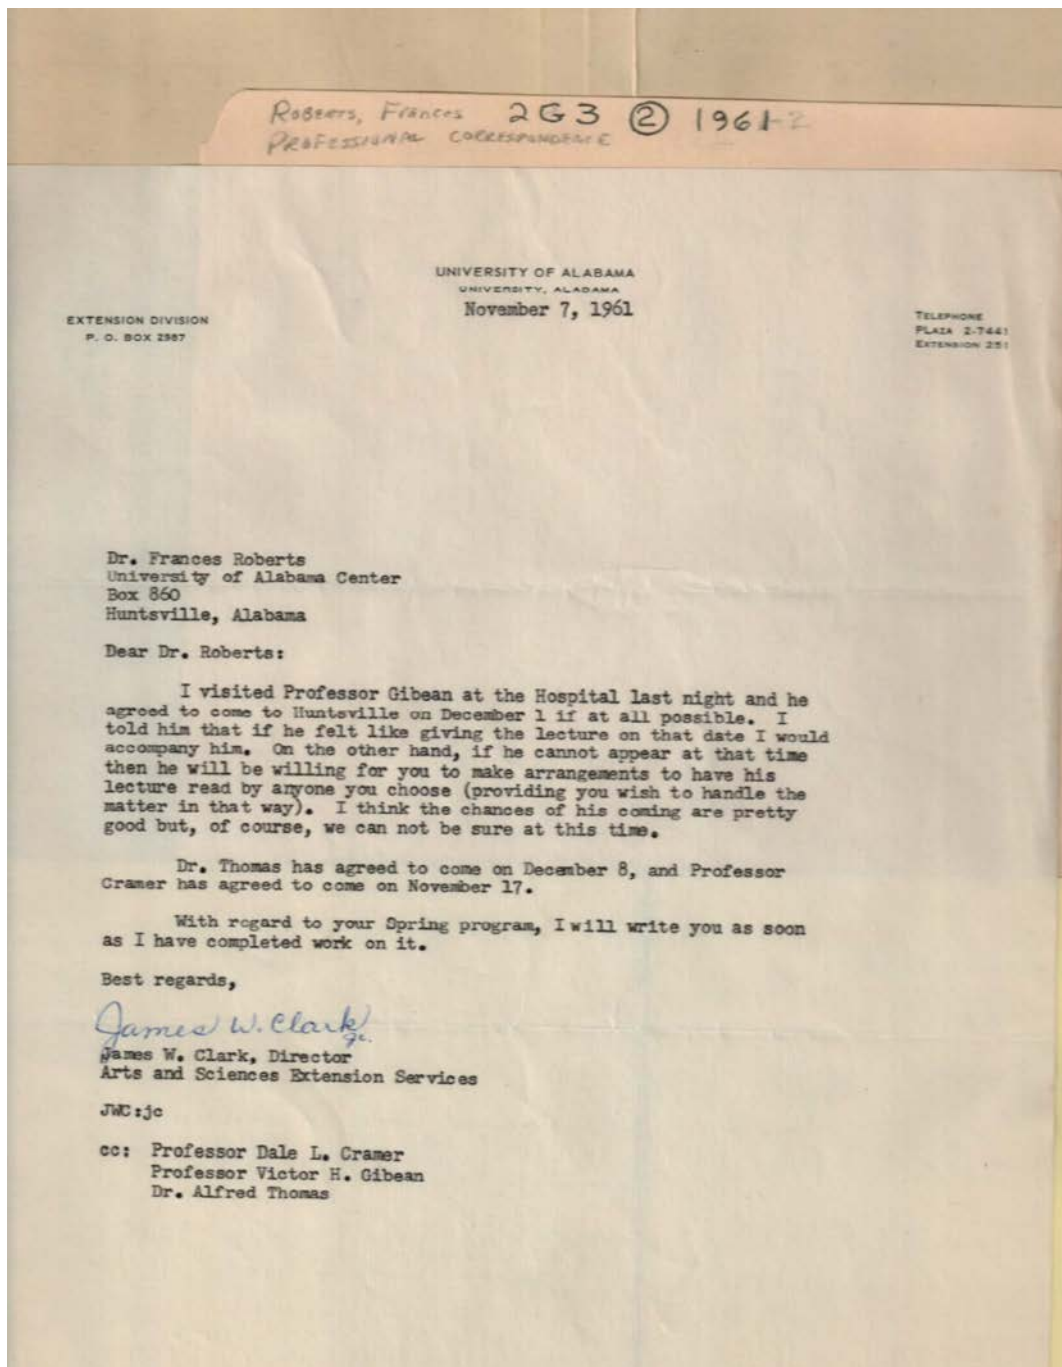 Roberts, Frances 2G3 ② 1961-2
PROFESSIONAL CORRESPONDENCE
UNIVERSITY OF ALABAMA
UNIVERSITY, ALABAMA
November 7, 1961
EXTENSION DIVISION
P. O. BOX 2987
TELEPHONE
PLAZA 2-7441
EXTENSION 251
Dr. Frances Roberts
University of Alabama Center
Box 860
Huntsville, Alabama
Dear Dr. Roberts:
I visited Professor Gibean at the Hospital last night and he
agreed to come to Huntsville on December 1 if at all possible. I
told him that if he felt like giving the lecture on that date I would
accompany him. On the other hand, if he cannot appear at that time
then he will be willing for you to make arrangements to have his
lecture read by anyone you choose (providing you wish to handle the
matter in that way). I think the chances of his coming are pretty
good but, of course, we can not be sure at this time.
Dr. Thomas has agreed to come on December 8, and Professor
Cramer has agreed to come on November 17.
With regard to your Spring program, I will write you as soon
as I have completed work on it.
Best regards,
James W. Clark
jc.
James W. Clark, Director
Arts and Sciences Extension Services
JWC:jc
cc: Professor Dale L. Cramer
Professor Victor H. Gibean
Dr. Alfred Thomas